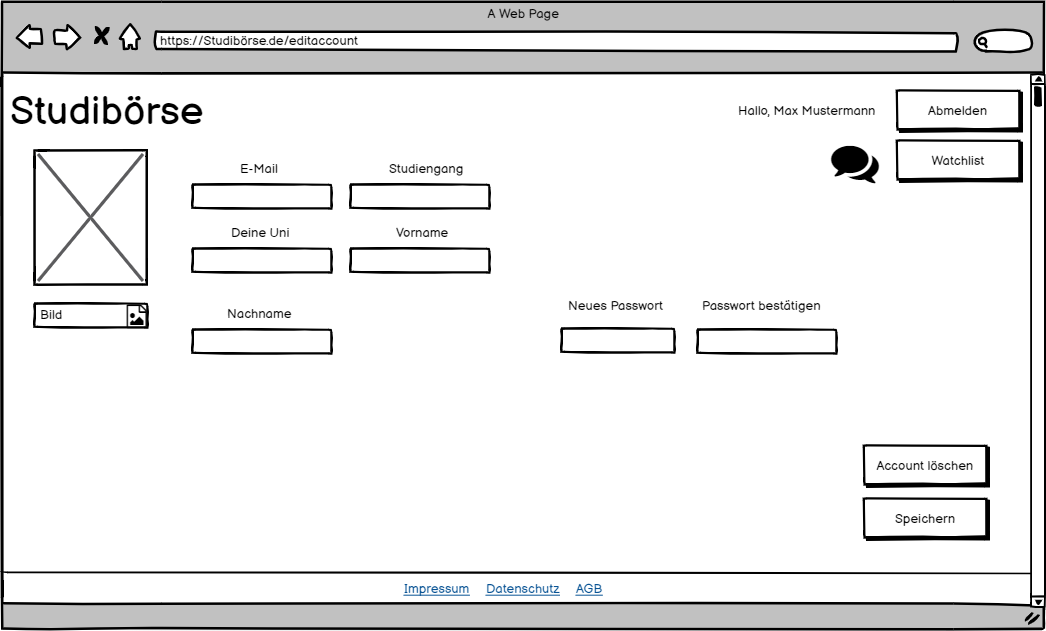 A Web Page
https://Studibörse.de/editaccount
Studibörse
Hallo, Max Mustermann
Abmelden
Watchlist
E-Mail
Studiengang
Deine Uni
Vorname
Bild
Nachname
Neues Passwort
Passwort bestätigen
Account löschen
Speichern
Impressum Datenschutz AGB